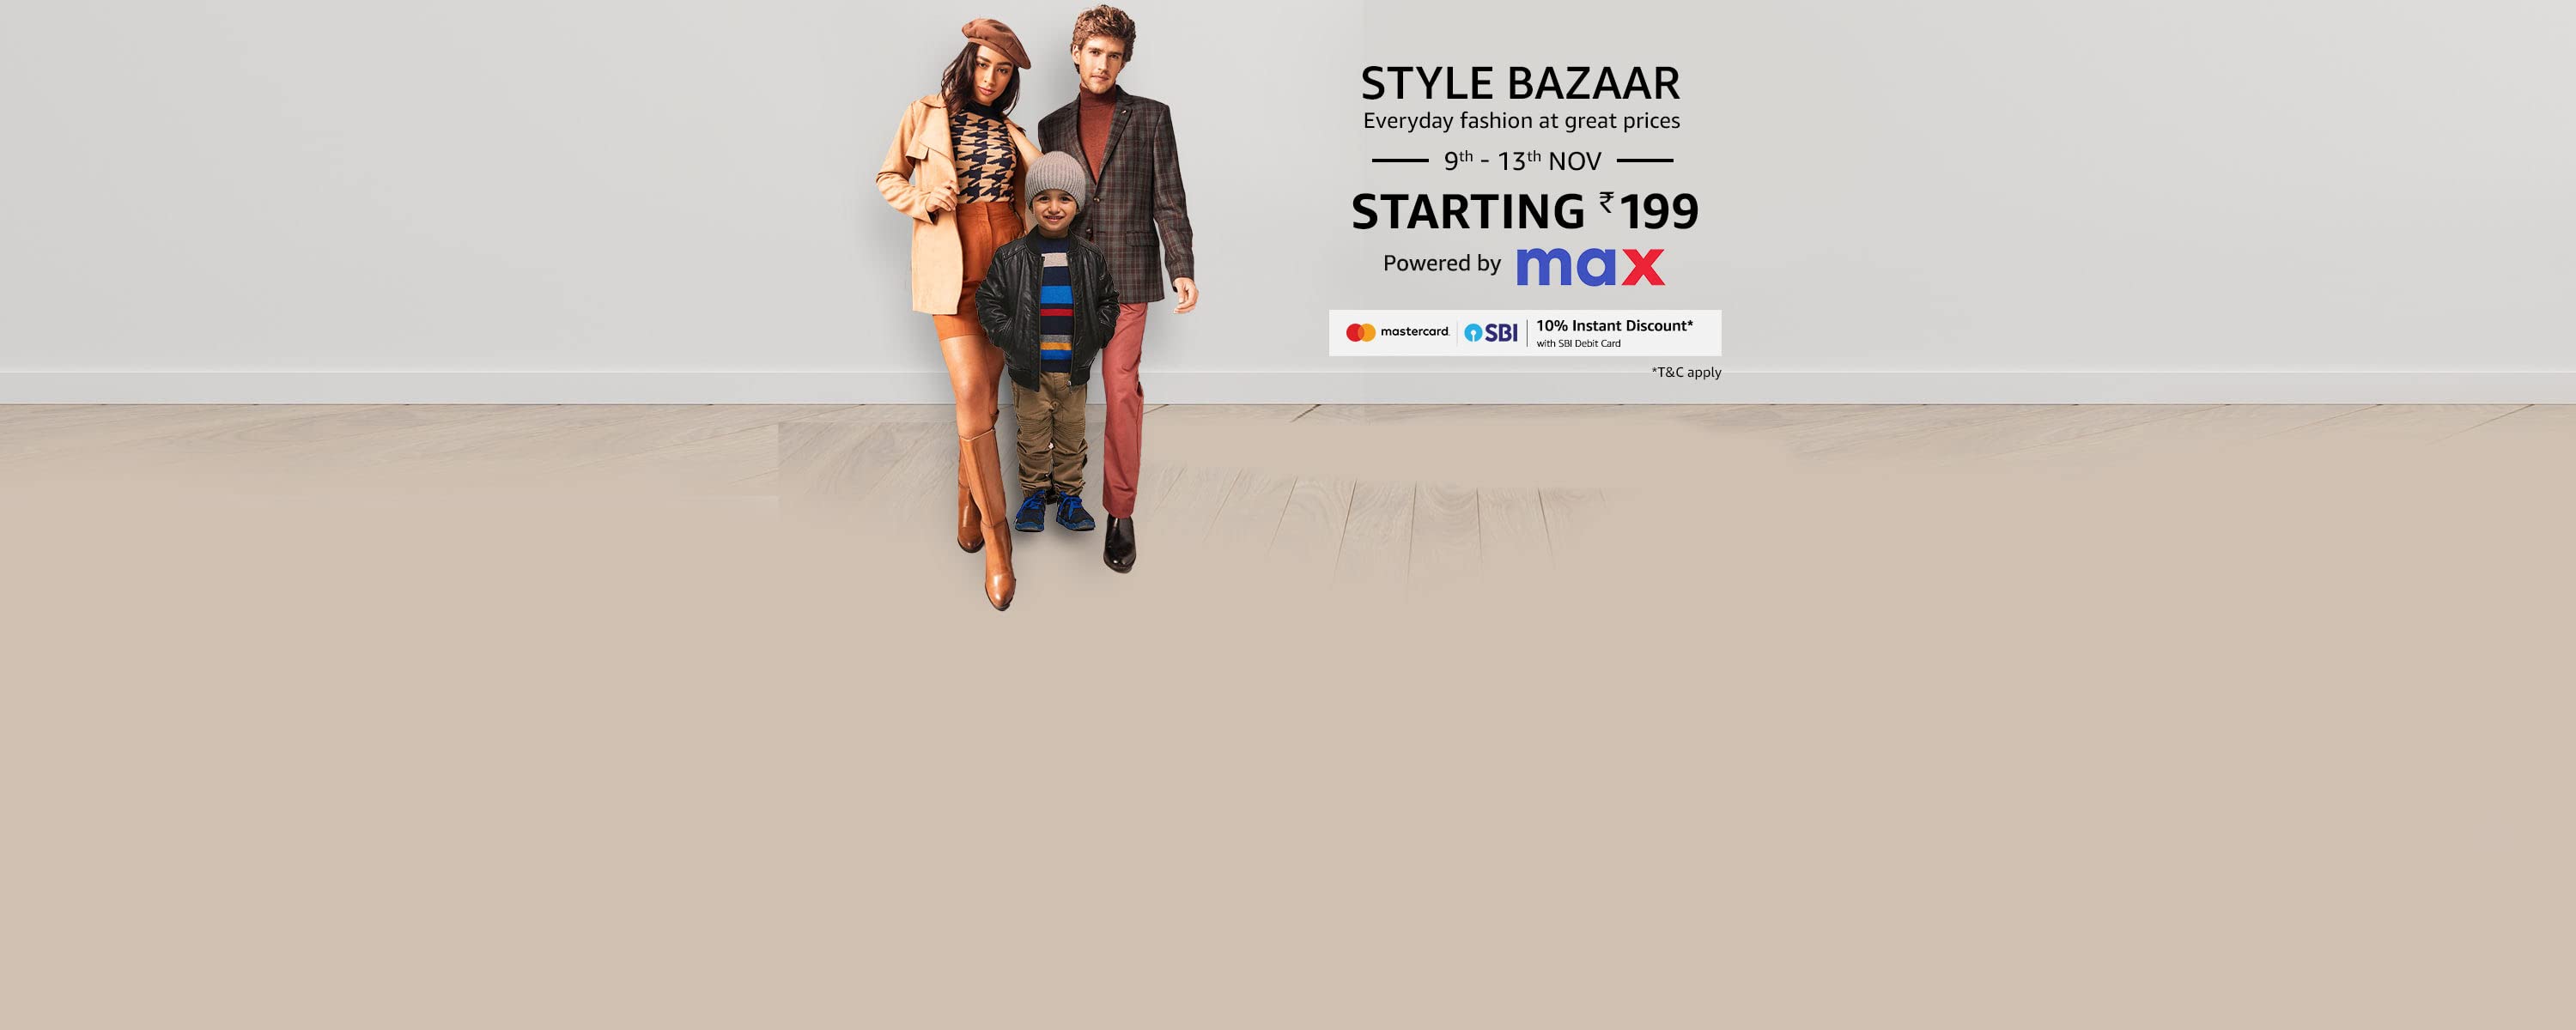 STYLE BAZAAR
Everyday fashion at great prices
9th - 13th NOV
STARTING ₹199
Powered by max
mastercard SBI 10% Instant Discount*
with SBI Debit Card
*T&C apply